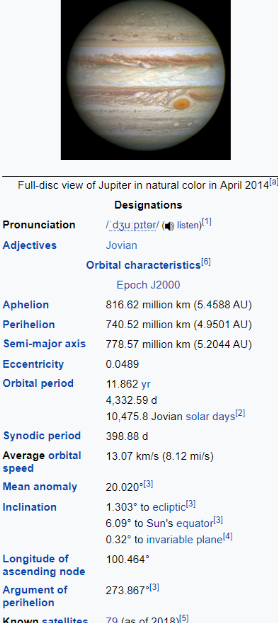 Full-disc view of Jupiter in natural color in April 2014[a]
Designations
Pronunciation /ˈdʒuːpɪtər/ (listen)[1]
Adjectives Jovian
Orbital characteristics[6]
Epoch J2000
Aphelion 816.62 million km (5.4588 AU)
Perihelion 740.52 million km (4.9501 AU)
Semi-major axis 778.57 million km (5.2044 AU)
Eccentricity 0.0489
Orbital period 11.862 yr
4,332.59 d
10,475.8 Jovian solar days[2]
Synodic period 398.88 d
Average orbital speed 13.07 km/s (8.12 mi/s)
Mean anomaly 20.020°[3]
Inclination 1.303° to ecliptic[3]
6.09° to Sun's equator[3]
0.32° to invariable plane[4]
Longitude of ascending node 100.464°
Argument of perihelion 273.867°[3]
Known satellites 79 (as of 2018)[5]